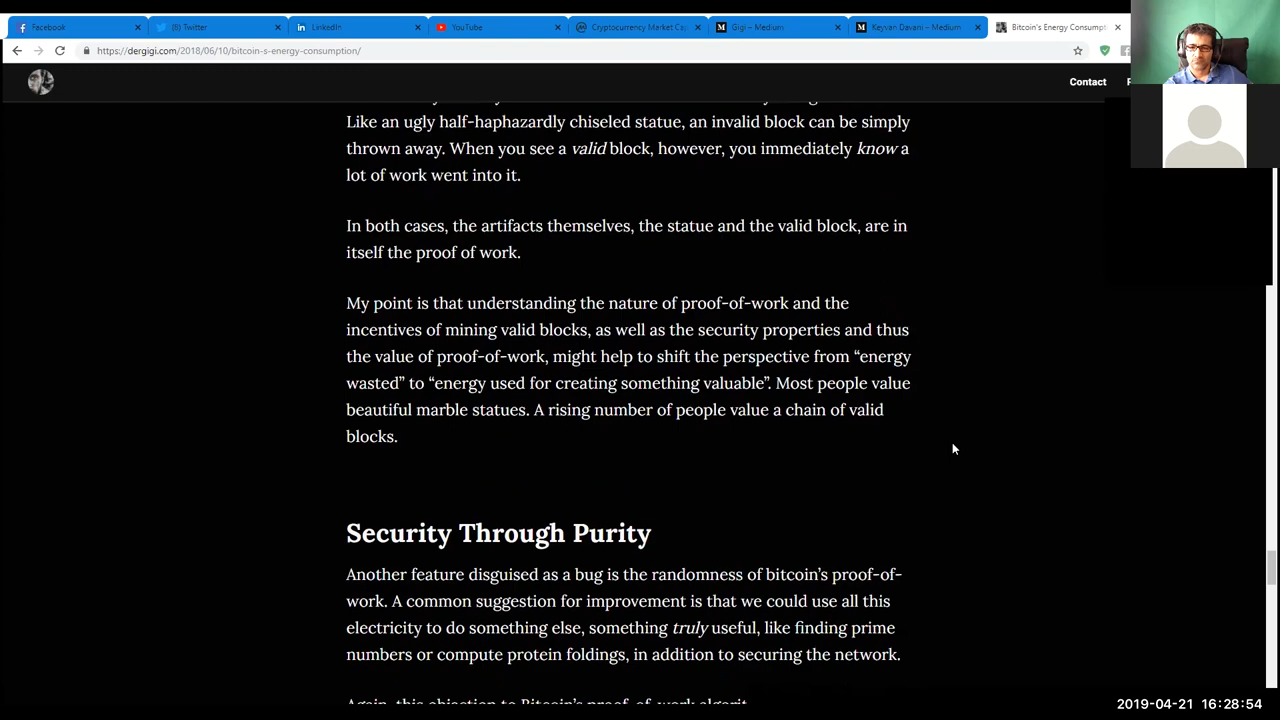 Facebook
Twitter
LinkedIn
YouTube
Cryptocurrency Market Ca
Gigi – Medium
Keyvan Davani – Medium
Bitcoin's Energy Consumpt
https://dergigi.com/2018/06/10/bitcoin-s-energy-consumption/
Contact
Like an ugly half-haphazardly chiseled statue, an invalid block can be simply
thrown away. When you see a valid block, however, you immediately know a
lot of work went into it.
In both cases, the artifacts themselves, the statue and the valid block, are in
itself the proof of work.
My point is that understanding the nature of proof-of-work and the
incentives of mining valid blocks, as well as the security properties and thus
the value of proof-of-work, might help to shift the perspective from “energy
wasted” to “energy used for creating something valuable”. Most people value
beautiful marble statues. A rising number of people value a chain of valid
blocks.
Security Through Purity
Another feature disguised as a bug is the randomness of bitcoin’s proof-of-
work. A common suggestion for improvement is that we could use all this
electricity to do something else, something truly useful, like finding prime
numbers or compute protein foldings, in addition to securing the network.
Again, this objection to Bitcoin’s proof-of-work algorit
2019-04-21 16:28:54